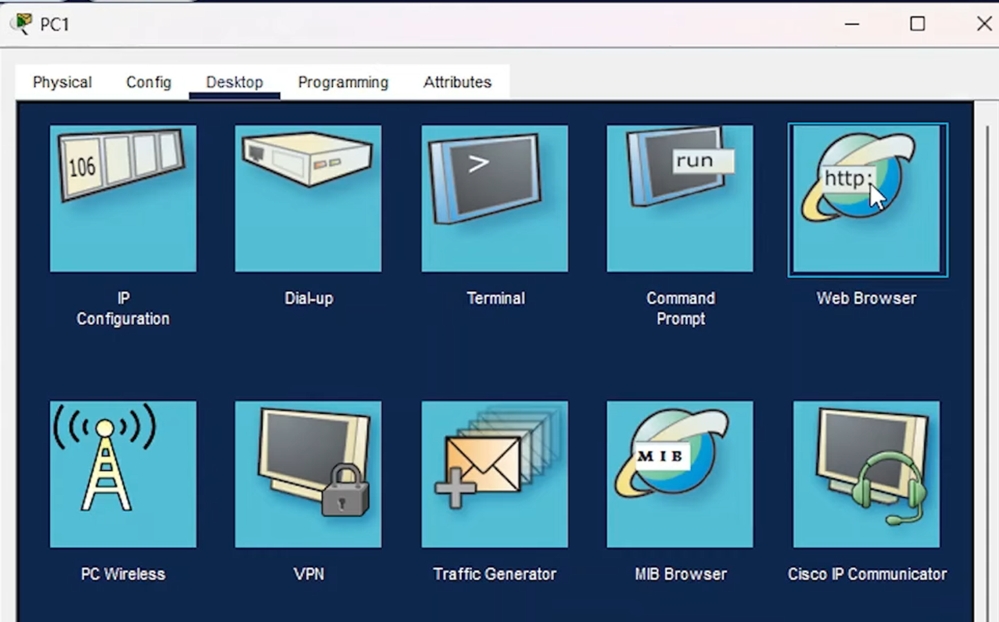 PC1
Physical
Config
Desktop
Programming
Attributes
106
>
run
http:
IP
Configuration
Dial-up
Terminal
Command
Prompt
Web Browser
MIB
PC Wireless
VPN
Traffic Generator
MIB Browser
Cisco IP Communicator